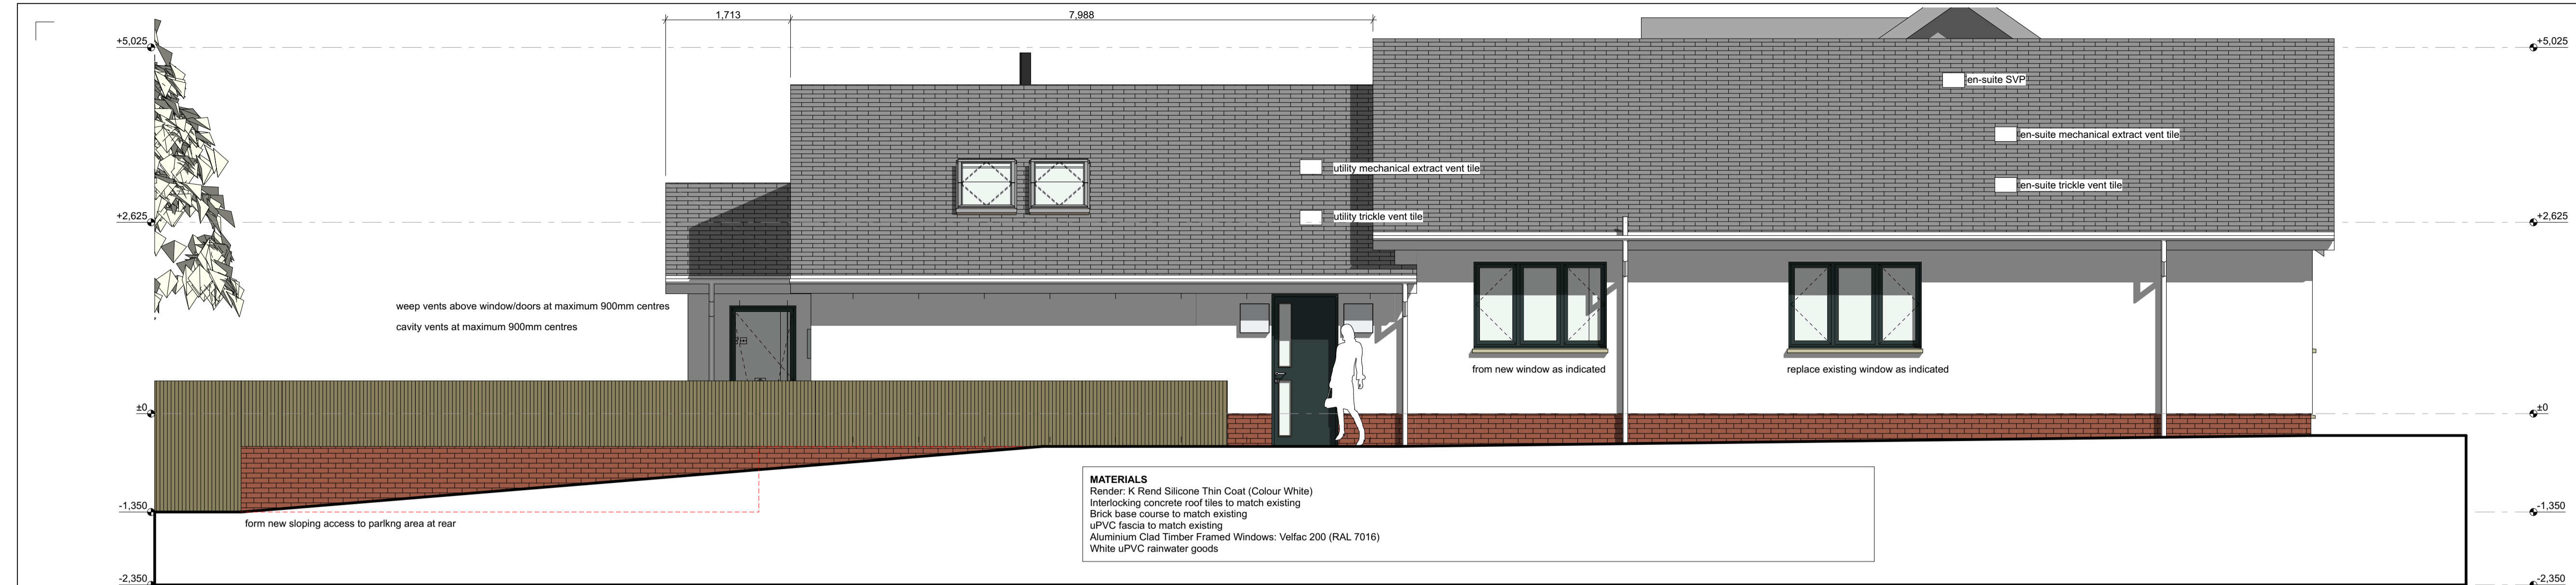 1,713
7,988
+5,025
+5,025
en-suite SVP
en-suite mechanical extract vent tile
utility mechanical extract vent tile
en-suite trickle vent tile
utility trickle vent tile
+2,625
+2,625
weep vents above window/doors at maximum 900mm centres
cavity vents at maximum 900mm centres
from new window as indicated
replace existing window as indicated
±0
±0
MATERIALS
Render: K Rend Silicone Thin Coat (Colour White)
Interlocking concrete roof tiles to match existing
Brick base course to match existing
uPVC fascia to match existing
Aluminium Clad Timber Framed Windows: Velfac 200 (RAL 7016)
White uPVC rainwater goods
-1,350
-1,350
form new sloping access to parlkng area at rear
-2,350
-2,350